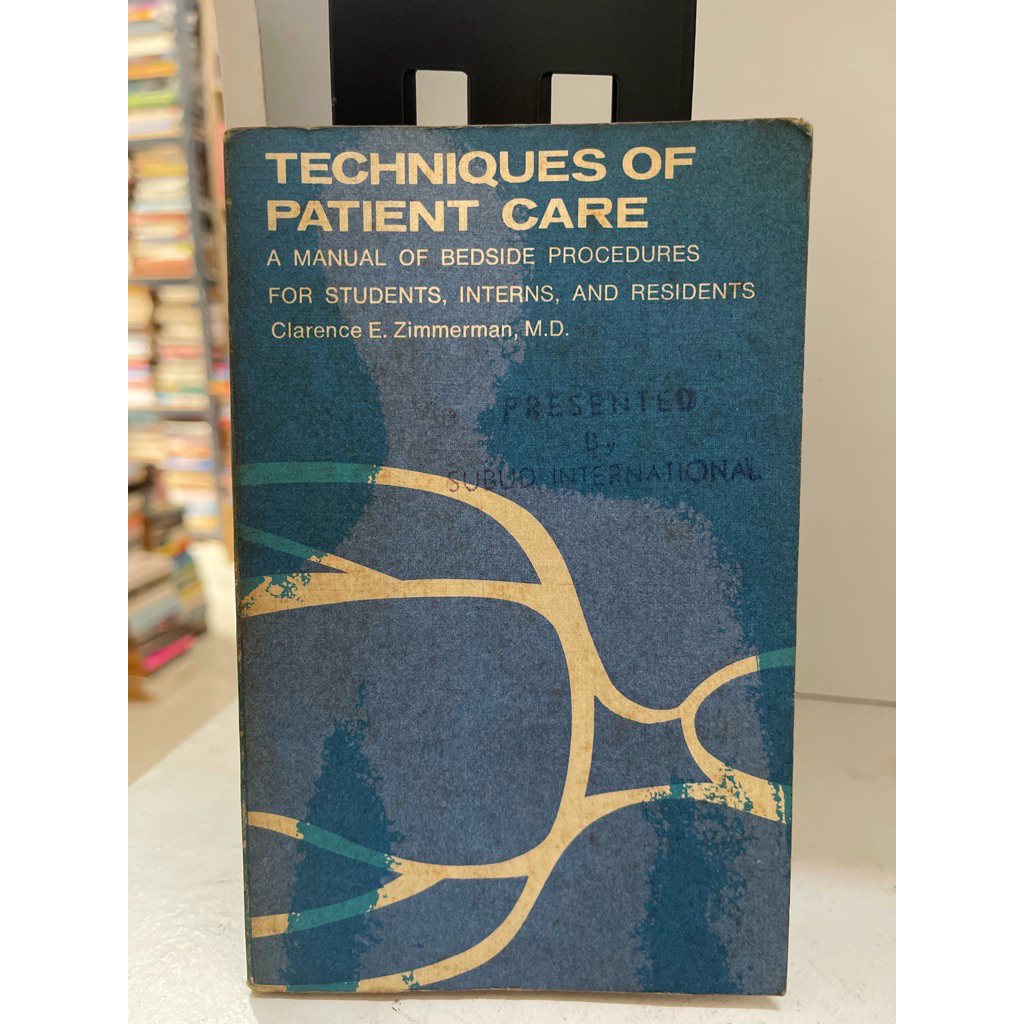 TECHNIQUES OF
PATIENT CARE
A MANUAL OF BEDSIDE PROCEDURES
FOR STUDENTS, INTERNS, AND RESIDENTS
Clarence E. Zimmerman, M.D.
PRESENTED
By
SUBUD INTERNATIONAL